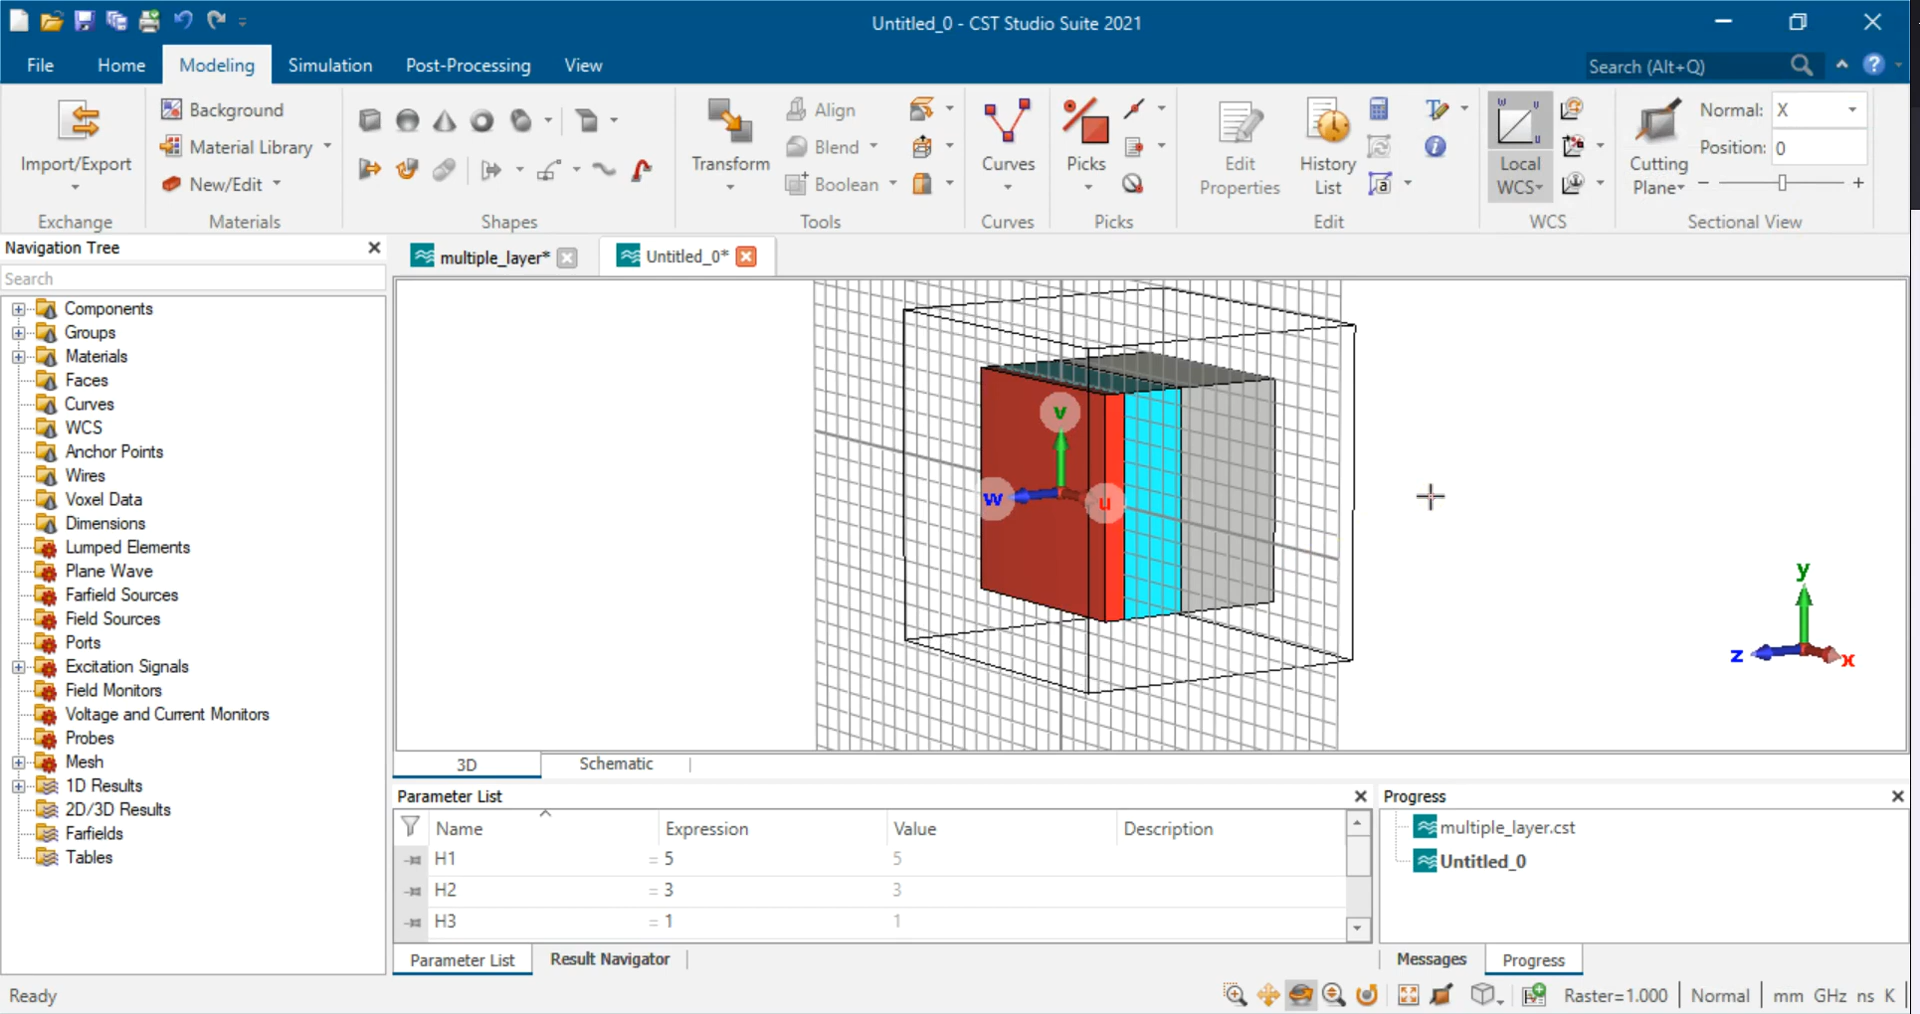 Untitled_0 - CST Studio Suite 2021
File Home Modeling Simulation Post-Processing View
Search (Alt+Q)
Import/Export
Exchange
Background
Material Library
New/Edit
Materials
Shapes
Transform
Align
Blend
Boolean
Tools
Curves
Curves
Picks
Picks
Edit
Properties
History
List
Edit
Local
WCS
WCS
Cutting
Plane
Normal: X
Position: 0
Sectional View
Navigation Tree
Search
Components
Groups
Materials
Faces
Curves
WCS
Anchor Points
Wires
Voxel Data
Dimensions
Lumped Elements
Plane Wave
Farfield Sources
Field Sources
Ports
Excitation Signals
Field Monitors
Voltage and Current Monitors
Probes
Mesh
1D Results
2D/3D Results
Farfields
Tables
multiple_layer*
Untitled_0*
v
w
u
y
z
x
3D Schematic
Parameter List
Name Expression Value Description
H1 = 5 5
H2 = 3 3
H3 = 1 1
Parameter List Result Navigator
Progress
multiple_layer.cst
Untitled_0
Messages Progress
Ready
Raster=1.000 Normal mm GHz ns K